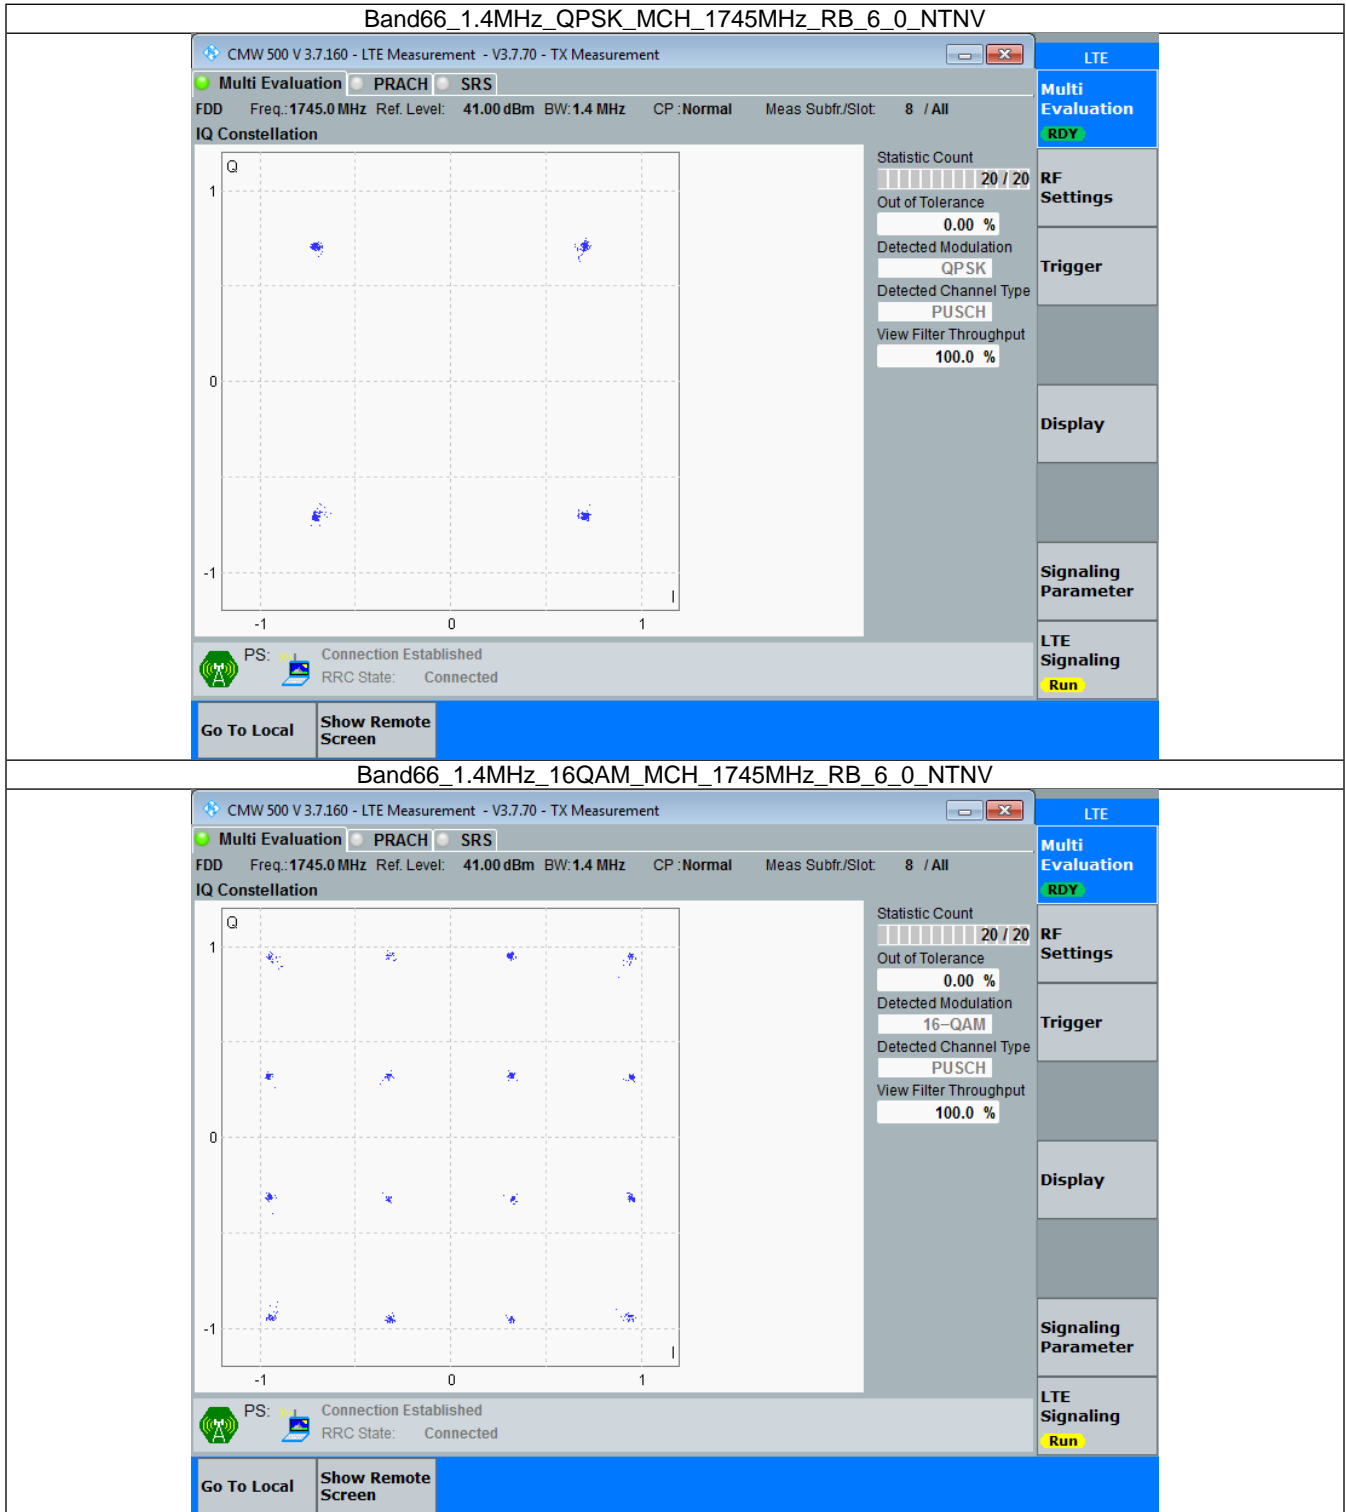 Band66_1.4MHz_QPSK_MCH_1745MHz_RB_6_0_NTNV
CMW 500 V 3.7.160 - LTE Measurement - V3.7.70 - TX Measurement
LTE
Multi Evaluation PRACH SRS
Multi Evaluation
RDY
FDD Freq.: 1745.0 MHz Ref. Level: 41.00 dBm BW: 1.4 MHz CP : Normal Meas Subfr./Slot: 8 / All
IQ Constellation
Q
1
0
-1
I
-1 0 1
Statistic Count
20 / 20
Out of Tolerance
0.00 %
Detected Modulation
QPSK
Detected Channel Type
PUSCH
View Filter Throughput
100.0 %
RF Settings
Trigger
Display
Signaling Parameter
LTE Signaling
Run
PS: Connection Established
RRC State: Connected
Go To Local
Show Remote Screen
Band66_1.4MHz_16QAM_MCH_1745MHz_RB_6_0_NTNV
CMW 500 V 3.7.160 - LTE Measurement - V3.7.70 - TX Measurement
LTE
Multi Evaluation PRACH SRS
Multi Evaluation
RDY
FDD Freq.: 1745.0 MHz Ref. Level: 41.00 dBm BW: 1.4 MHz CP : Normal Meas Subfr./Slot: 8 / All
IQ Constellation
Q
1
0
-1
I
-1 0 1
Statistic Count
20 / 20
Out of Tolerance
0.00 %
Detected Modulation
16-QAM
Detected Channel Type
PUSCH
View Filter Throughput
100.0 %
RF Settings
Trigger
Display
Signaling Parameter
LTE Signaling
Run
PS: Connection Established
RRC State: Connected
Go To Local
Show Remote Screen